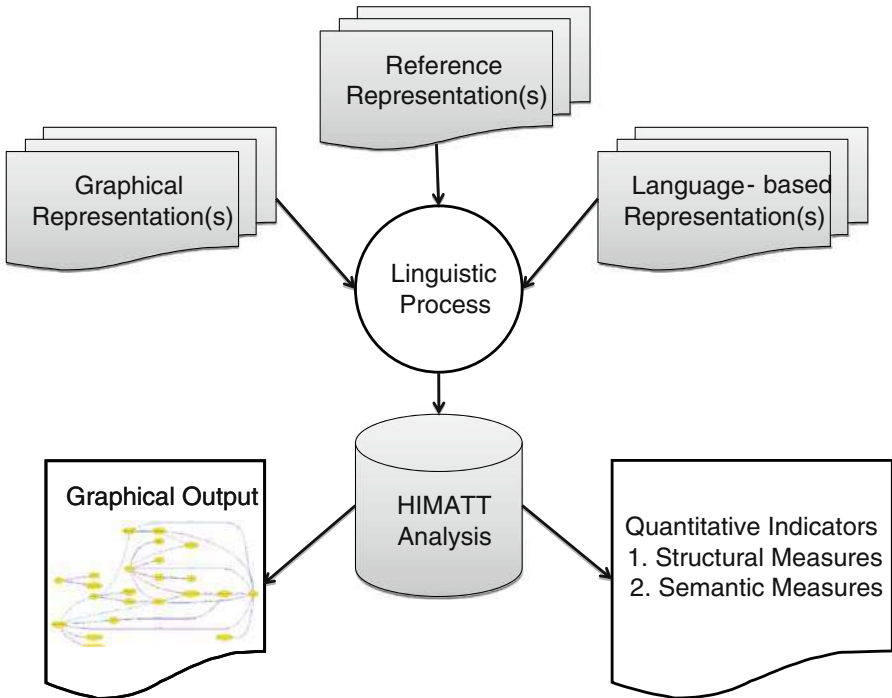 Reference
Representation(s)
Graphical
Representation(s)
Language- based
Representation(s)
Linguistic
Process
HIMATT
Analysis
Graphical Output
Quantitative Indicators
1. Structural Measures
2. Semantic Measures